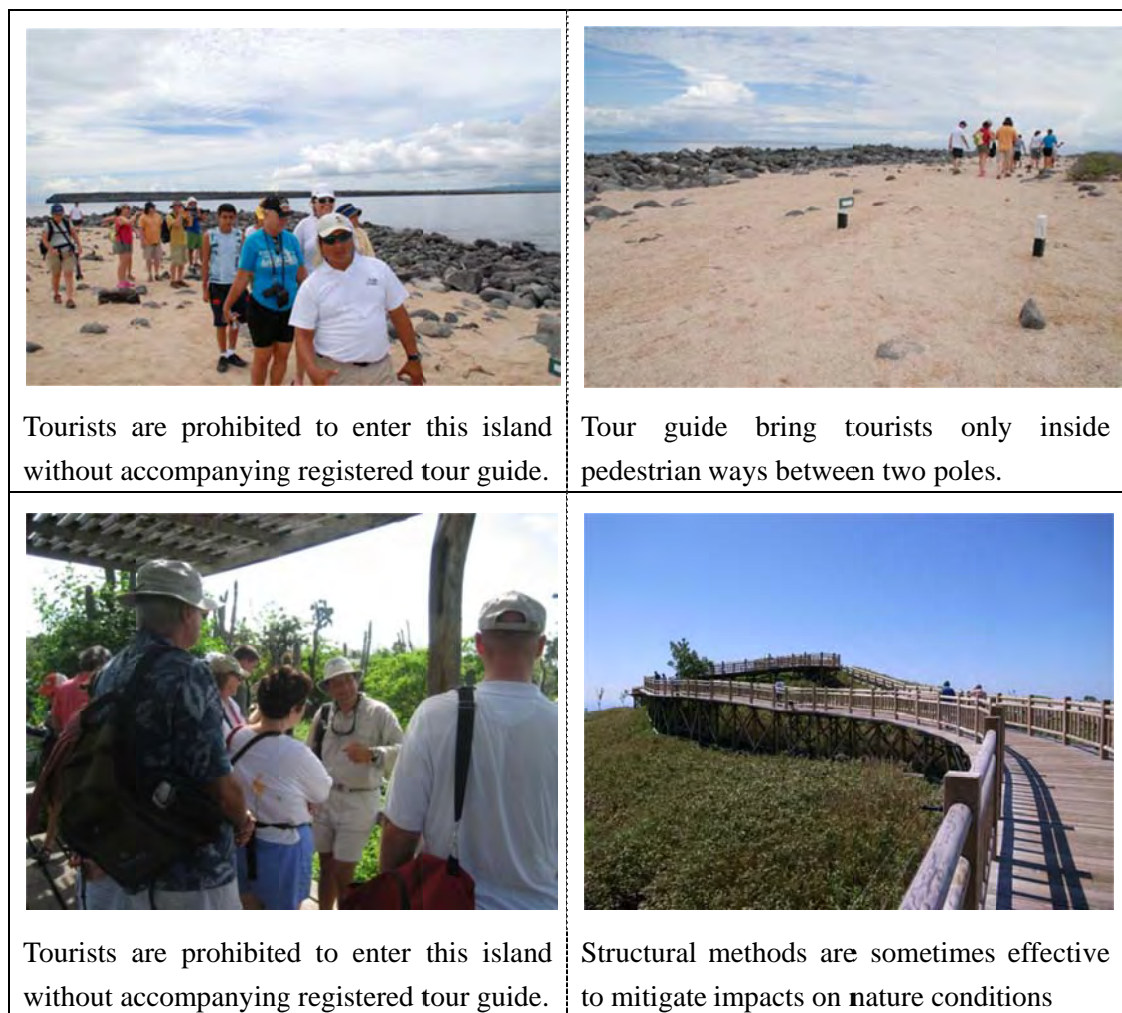 Tourists are prohibited to enter this island
without accompanying registered tour guide.
Tour guide bring tourists only inside
pedestrian ways between two poles.
Tourists are prohibited to enter this island
without accompanying registered tour guide.
Structural methods are sometimes effective
to mitigate impacts on nature conditions